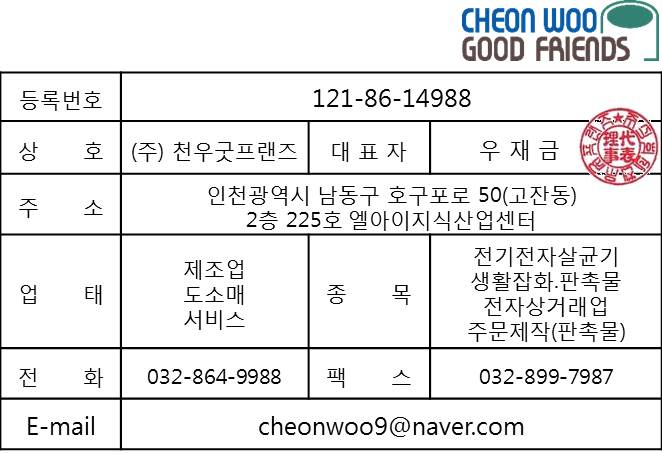 CHEON WOO
GOOD FRIENDS
등록번호 121-86-14988
상 호 (주) 천우굿프랜즈 대 표 자 우 재 금
주 소 인천광역시 남동구 호구포로 50(고잔동)
2층 225호 엘아이지식산업센터
업 태 제조업
도소매
서비스
종 목 전기전자살균기
생활잡화.판촉물
전자상거래업
주문제작(판촉물)
전 화 032-864-9988 팩 스 032-899-7987
E-mail cheonwoo9@naver.com
代表
理事